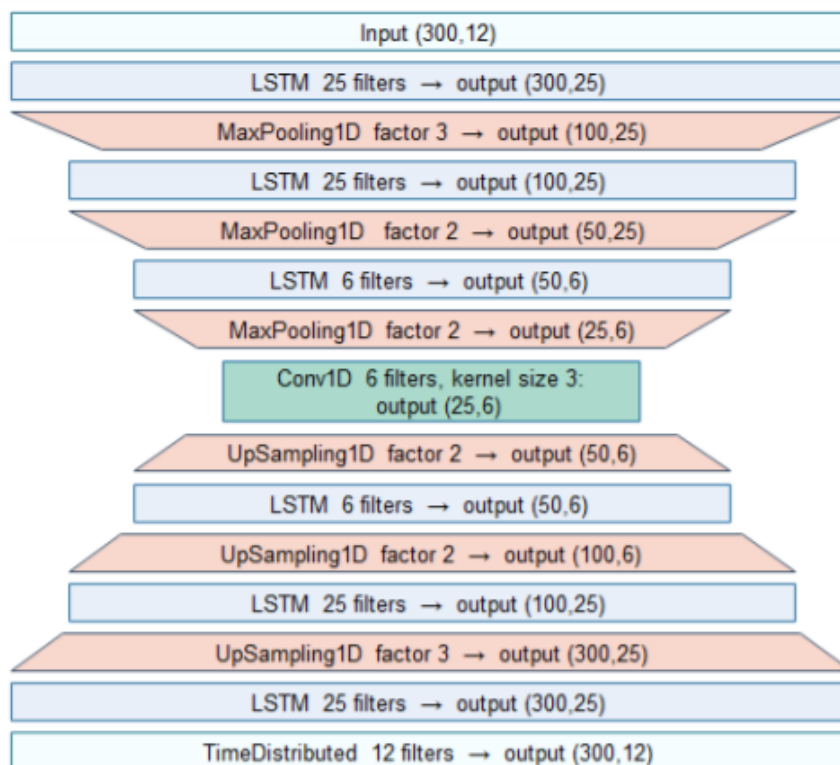 Input (300,12)
LSTM 25 filters → output (300,25)
MaxPooling1D factor 3 → output (100,25)
LSTM 25 filters → output (100,25)
MaxPooling1D factor 2 → output (50,25)
LSTM 6 filters → output (50,6)
MaxPooling1D factor 2 → output (25,6)
Conv1D 6 filters, kernel size 3:
output (25,6)
UpSampling1D factor 2 → output (50,6)
LSTM 6 filters → output (50,6)
UpSampling1D factor 2 → output (100,6)
LSTM 25 filters → output (100,25)
UpSampling1D factor 3 → output (300,25)
LSTM 25 filters → output (300,25)
TimeDistributed 12 filters → output (300,12)